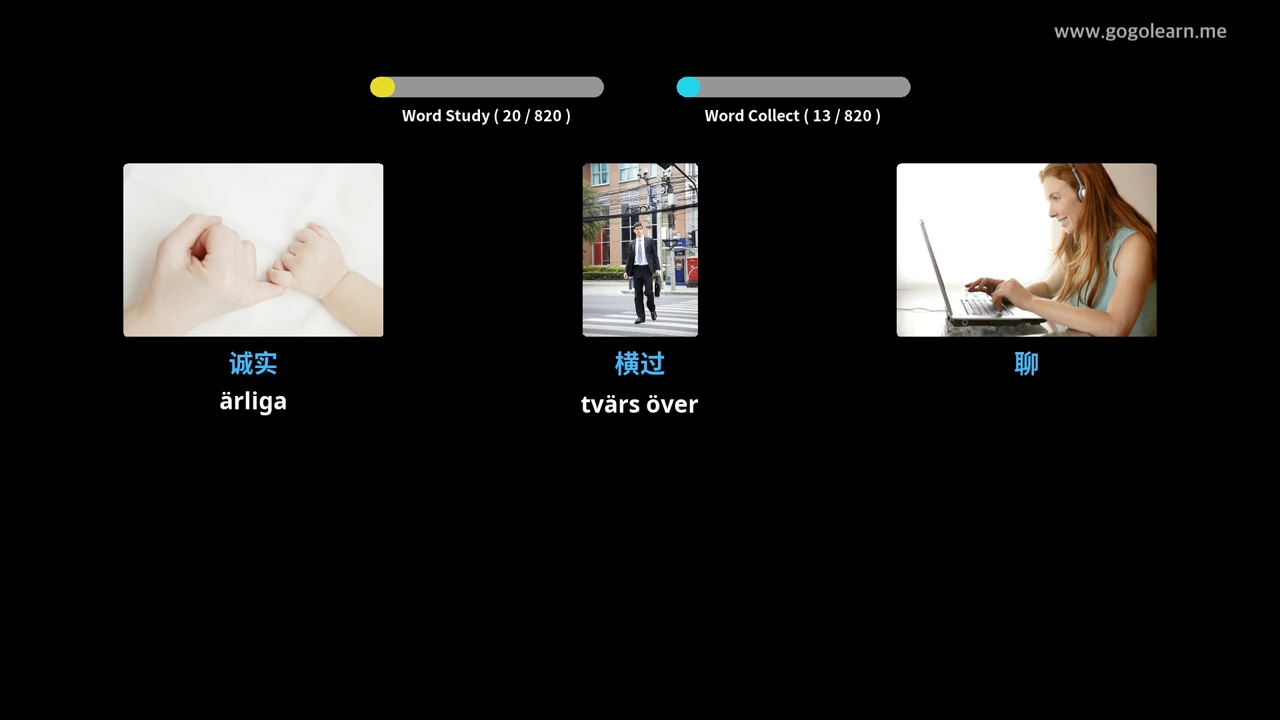 www.gogolearn.me
Word Study ( 20 / 820 )
Word Collect ( 13 / 820 )
诚实
横过
聊
ärliga
tvärs över